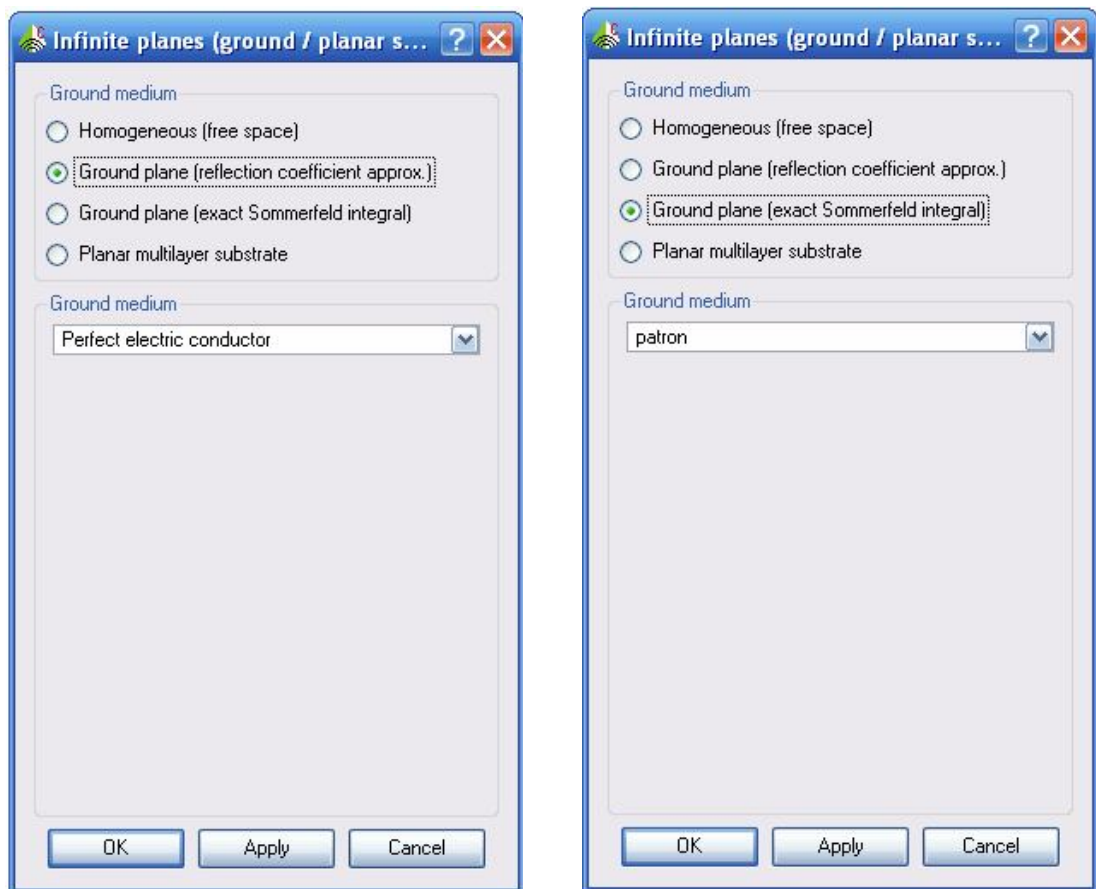 Infinite planes (ground / planar s...
Ground medium
Homogeneous (free space)
Ground plane (reflection coefficient approx.)
Ground plane (exact Sommerfeld integral)
Planar multilayer substrate
Ground medium
Perfect electric conductor
OK
Apply
Cancel
Infinite planes (ground / planar s...
Ground medium
Homogeneous (free space)
Ground plane (reflection coefficient approx.)
Ground plane (exact Sommerfeld integral)
Planar multilayer substrate
Ground medium
patron
OK
Apply
Cancel